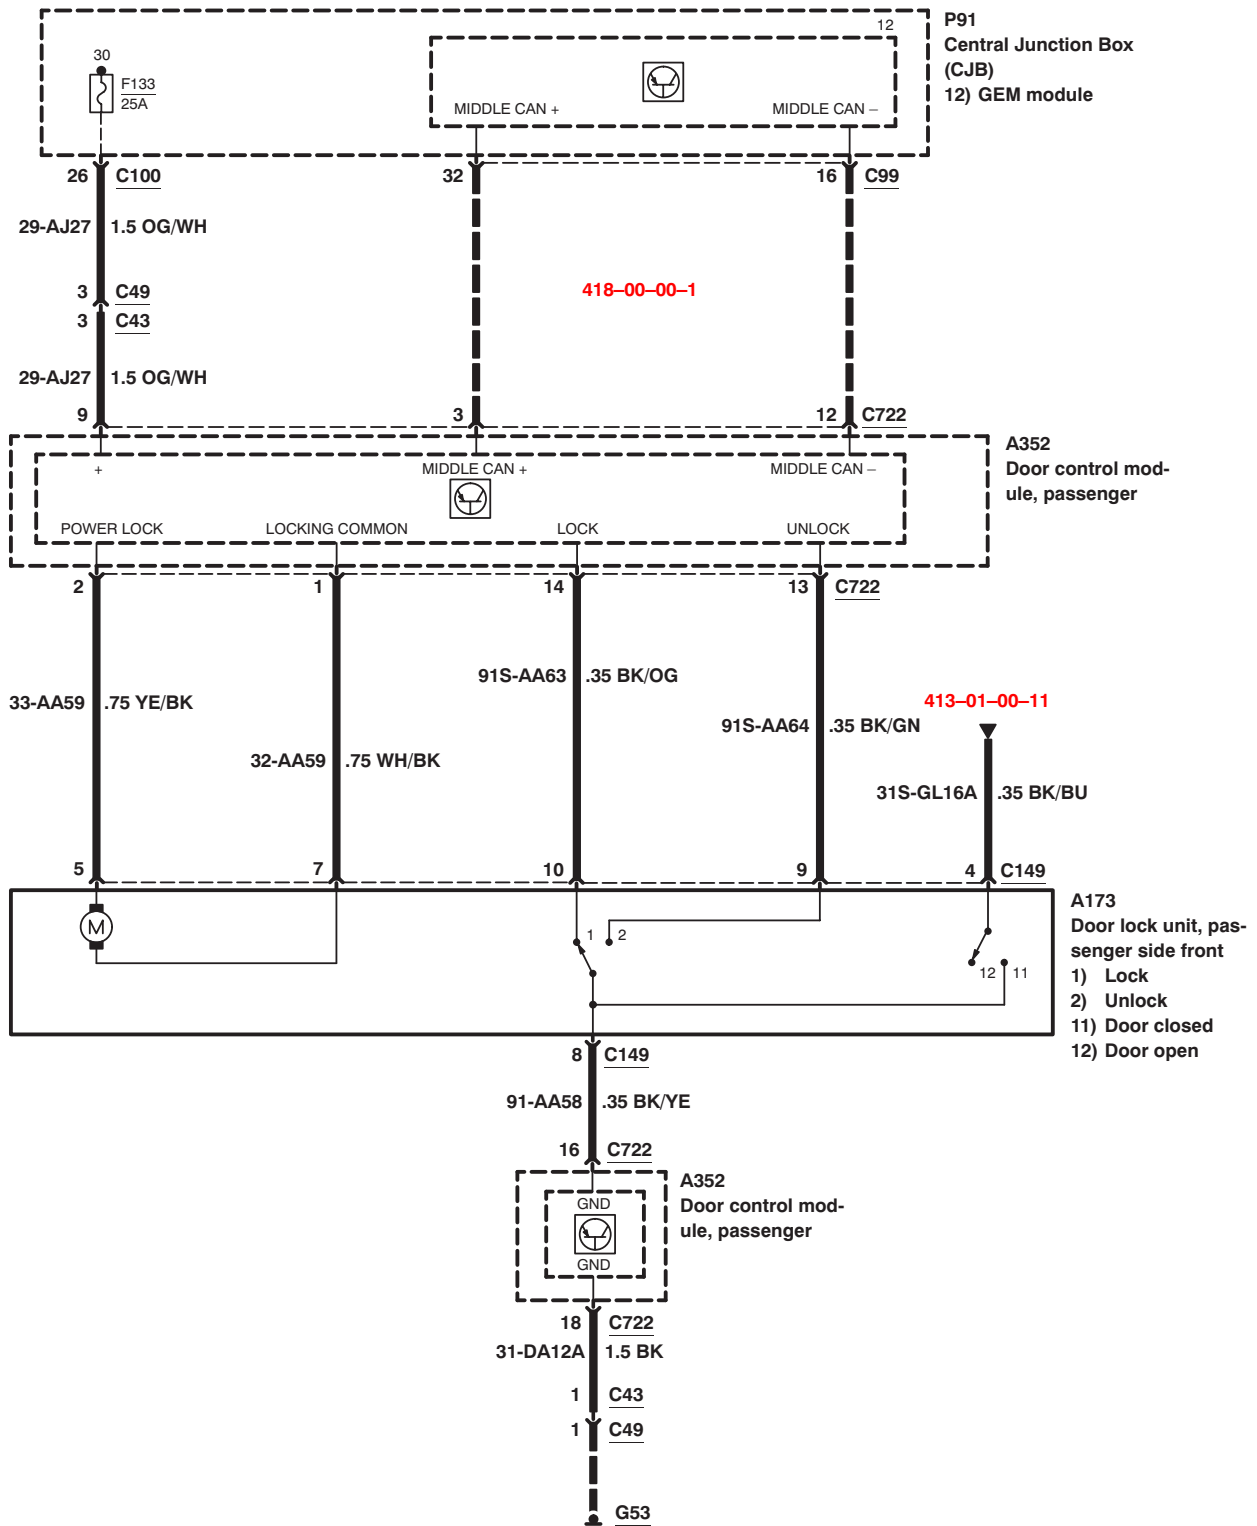 P91
Central Junction Box
(CJB)
12) GEM module
12
30
F133
25A
MIDDLE CAN +
MIDDLE CAN –
26 C100
32
16 C99
29-AJ27 1.5 OG/WH
418–00–00–1
3 C49
3 C43
29-AJ27 1.5 OG/WH
9
3
12 C722
A352
Door control mod-
ule, passenger
+
MIDDLE CAN +
MIDDLE CAN –
POWER LOCK
LOCKING COMMON
LOCK
UNLOCK
2
1
14
13 C722
91S-AA63 .35 BK/OG
33-AA59 .75 YE/BK
413–01–00–11
91S-AA64 .35 BK/GN
32-AA59 .75 WH/BK
31S-GL16A .35 BK/BU
5
7
10
9
4 C149
A173
Door lock unit, pas-
senger side front
1) Lock
2) Unlock
11) Door closed
12) Door open
M
1
2
12
11
8 C149
91-AA58 .35 BK/YE
16 C722
A352
Door control mod-
ule, passenger
GND
GND
18 C722
31-DA12A 1.5 BK
1 C43
1 C49
G53